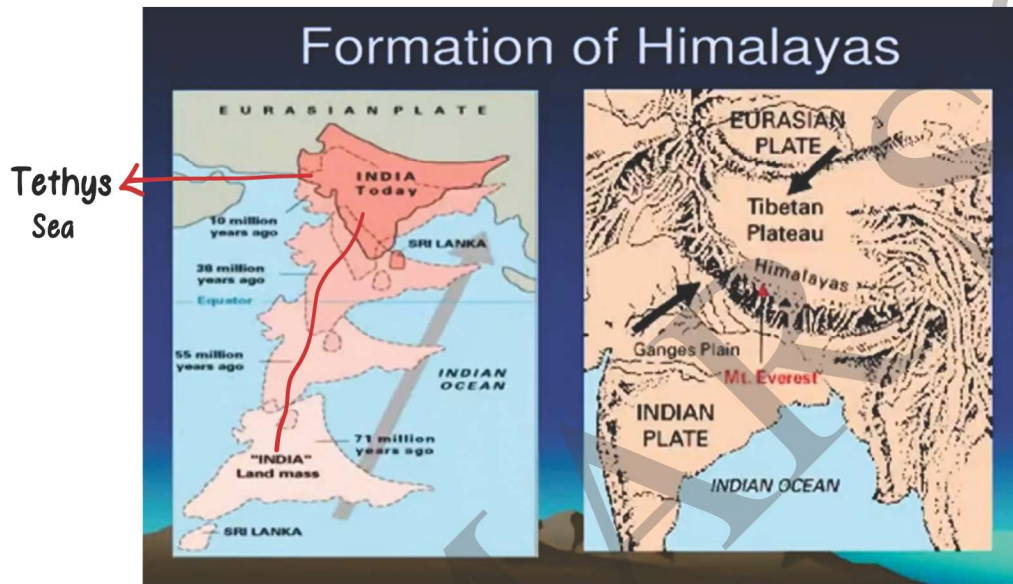 Formation of Himalayas
Tethys
Sea
EURASIAN PLATE
INDIA
Today
10 million
years ago
SRI LANKA
38 million
years ago
Equator
55 million
years ago
INDIAN
OCEAN
71 million
years ago
"INDIA"
Land mass
SRI LANKA
EURASIAN
PLATE
Tibetan
Plateau
Himalayas
Ganges Plain
Mt. Everest
INDIAN
PLATE
INDIAN OCEAN